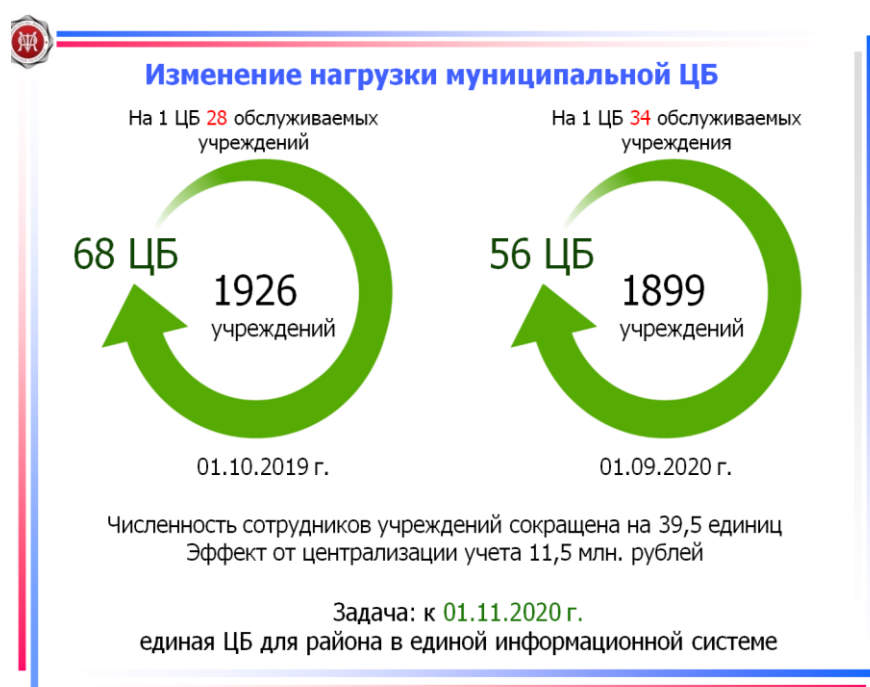 Изменение нагрузки муниципальной ЦБ
На 1 ЦБ 28 обслуживаемых
учреждений
68 ЦБ
1926
учреждений
01.10.2019 г.
На 1 ЦБ 34 обслуживаемых
учреждения
56 ЦБ
1899
учреждений
01.09.2020 г.
Численность сотрудников учреждений сокращена на 39,5 единиц
Эффект от централизации учета 11,5 млн. рублей
Задача: к 01.11.2020 г.
единая ЦБ для района в единой информационной системе